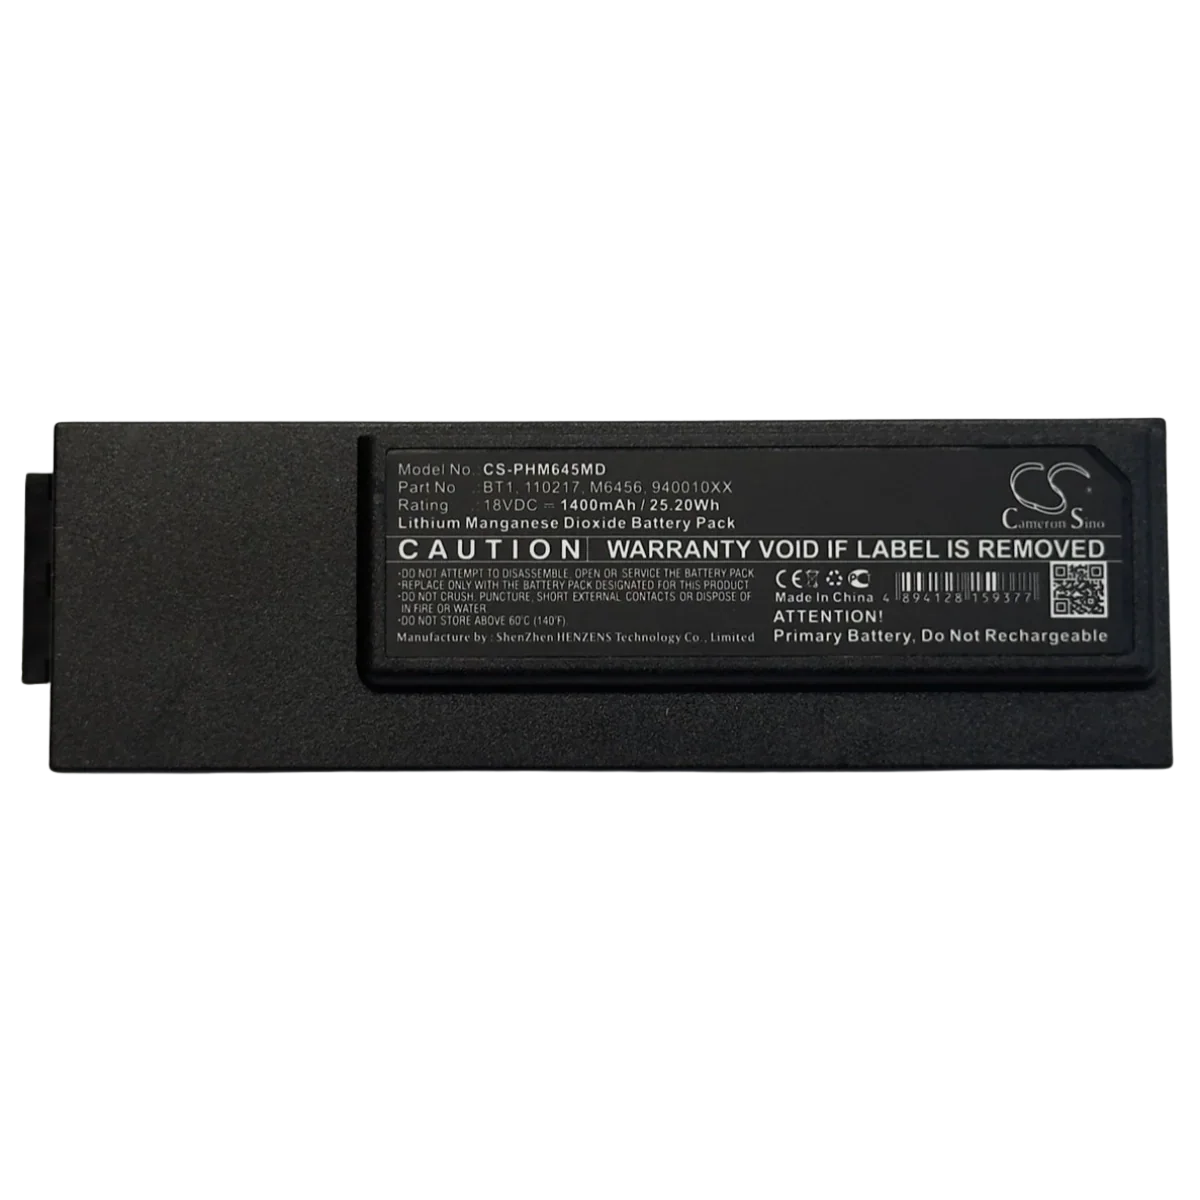 Model No.: CS-PHM645MD
Part No : BT1, 110217, M6456, 940010XX
Rating : 18VDC ⎓ 1400mAh / 25.20Wh
Lithium Manganese Dioxide Battery Pack
CS
Cameron Sino
CAUTION WARRANTY VOID IF LABEL IS REMOVED
•DO NOT ATTEMPT TO DISASSEMBLE, OPEN OR SERVICE THE BATTERY PACK
•REPLACE ONLY WITH THE BATTERY PACK DESIGNATED FOR THIS PRODUCT.
•DO NOT CRUSH, PUNCTURE, SHORT EXTERNAL CONTACTS OR DISPOSE OF
IN FIRE OR WATER
•DO NOT STORE ABOVE 60°C (140°F).
Manufacture by : ShenZhen HENZENS Technology Co., Limited
CE
Made In China
4 894128 159377
ATTENTION!
Primary Battery, Do Not Rechargeable